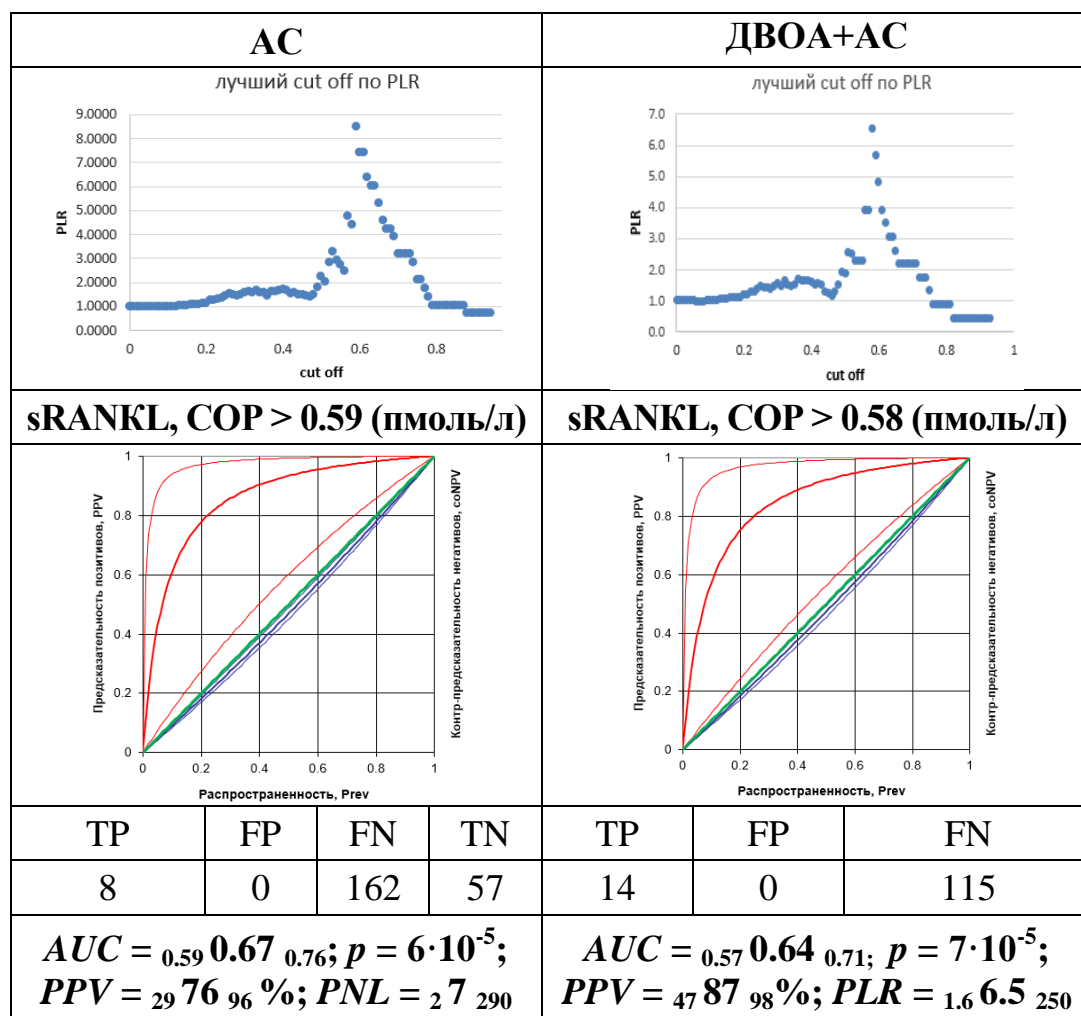 АС
ДВОА+АС
лучший cut off по PLR
9.0000
8.0000
7.0000
6.0000
5.0000
4.0000
3.0000
2.0000
1.0000
0.0000
PLR
0 0.2 0.4 0.6 0.8
cut off
лучший cut off по PLR
7.0
6.0
5.0
4.0
3.0
2.0
1.0
0.0
PLR
0 0.2 0.4 0.6 0.8 1
cut off
sRANKL, COP > 0.59 (пмоль/л)
sRANKL, COP > 0.58 (пмоль/л)
Предсказательность позитивов, PPV
1
0.8
0.6
0.4
0.2
0
0 0.2 0.4 0.6 0.8 1
Распространенность, Prev
Контр-предсказательность негативов, coNPV
Предсказательность позитивов, PPV
1
0.8
0.6
0.4
0.2
0
0 0.2 0.4 0.6 0.8 1
Распространенность, Prev
Контр-предсказательность негативов, coNPV
TP FP FN TN TP FP FN
8 0 162 57 14 0 115
AUC = 0.59 0.67 0.76; p = 6·10-5;
PPV = 29 76 96 %; PNL = 2 7 290
AUC = 0.57 0.64 0.71; p = 7·10-5;
PPV = 47 87 98%; PLR = 1.6 6.5 250